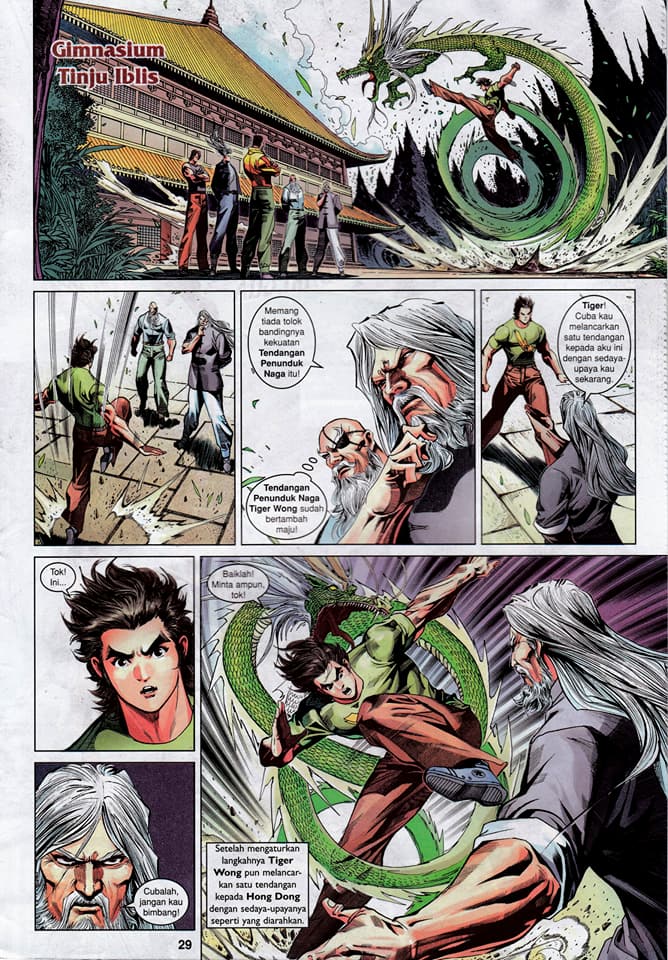 Gimnasium
Tinju Iblis
Memang
tiada tolok
bandingnya
kekuatan
Tendangan
Penunduk
Naga itu!
Tendangan
Penunduk Naga
Tiger Wong sudah
bertambah
maju!
Tiger!
Cuba kau
melancarkan
satu tendangan
kepada aku ini
dengan sedaya-
upaya kau
sekarang.
Tok!
Ini...
Baiklah!
Minta ampun,
tok!
Cubalah,
jangan kau
bimbang!
Setelah mengaturkan
langkahnya Tiger
Wong pun melancar-
kan satu tendangan
kepada Hong Dong
dengan sedaya-upayanya
seperti yang diarahkan.
29